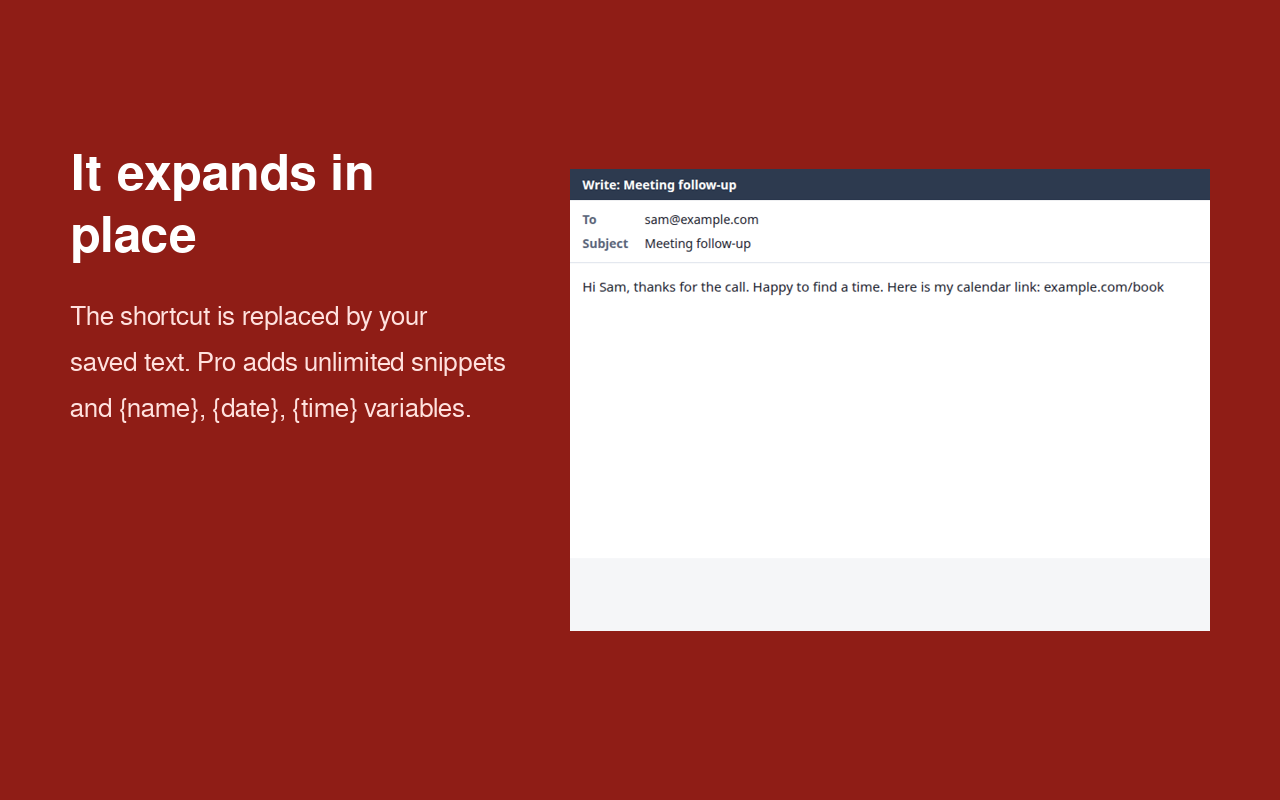 It expands in
place
The shortcut is replaced by your
saved text. Pro adds unlimited snippets
and {name}, {date}, {time} variables.
Write: Meeting follow-up
To sam@example.com
Subject Meeting follow-up
Hi Sam, thanks for the call. Happy to find a time. Here is my calendar link: example.com/book